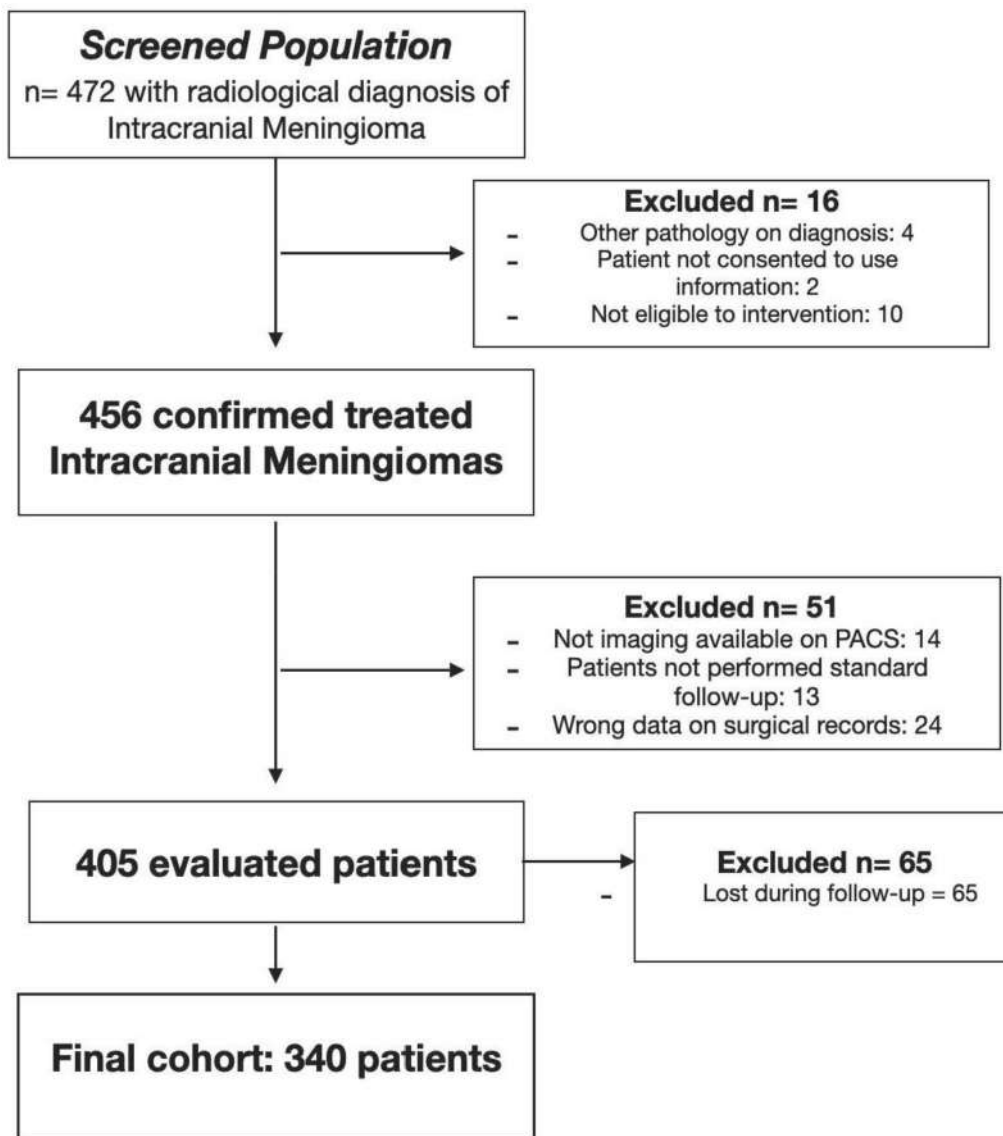 Screened Population
n= 472 with radiological diagnosis of
Intracranial Meningioma
Excluded n= 16
- Other pathology on diagnosis: 4
- Patient not consented to use
information: 2
- Not eligible to intervention: 10
456 confirmed treated
Intracranial Meningiomas
Excluded n= 51
- Not imaging available on PACS: 14
- Patients not performed standard
follow-up: 13
- Wrong data on surgical records: 24
405 evaluated patients
Excluded n= 65
- Lost during follow-up = 65
Final cohort: 340 patients